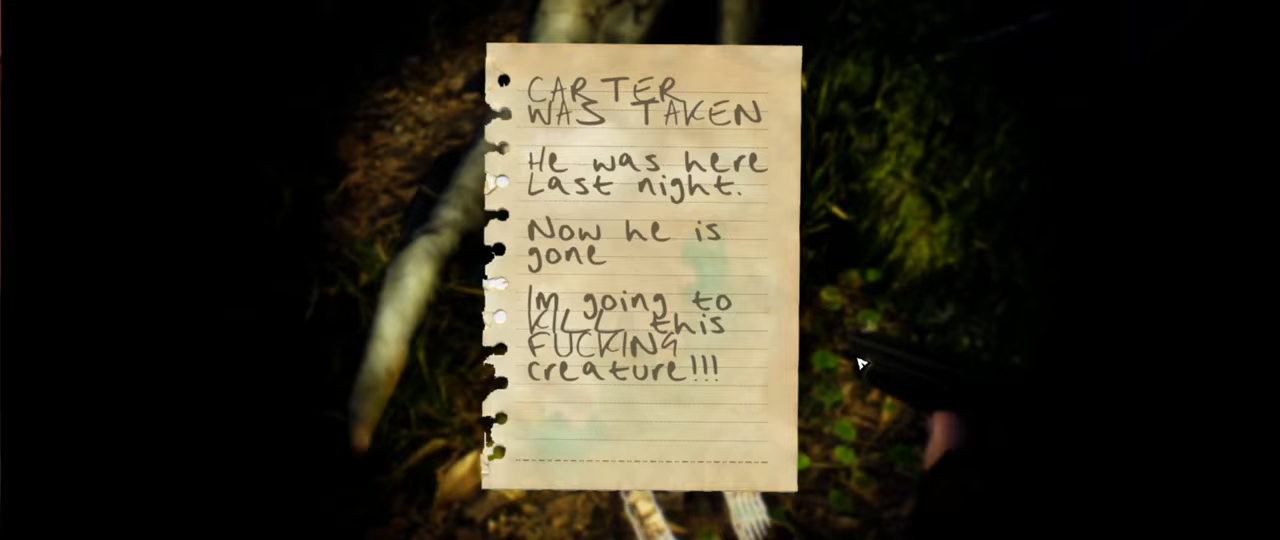 CARTER
WAS TAKEN
He was here
Last night.
Now he is
gone
Im going to
KILL this
FUCKING
creature!!!